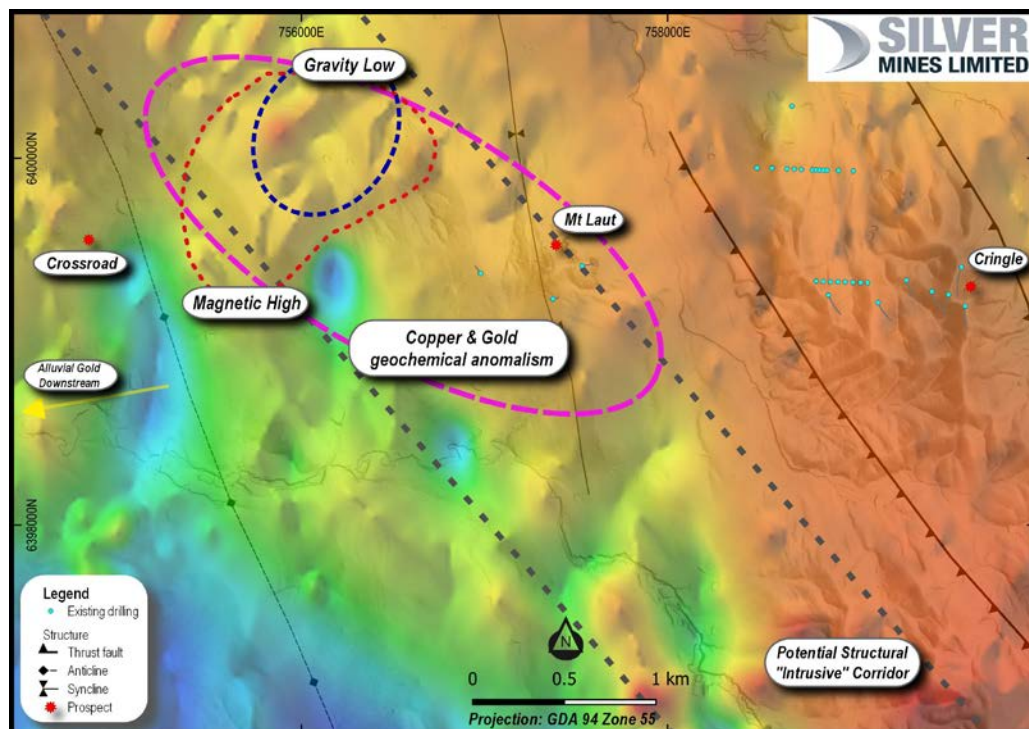 756000E
758000E
SILVER
MINES LIMITED
Gravity Low
6400000N
Mt Laut
Crossroad
Cringle
Magnetic High
Copper & Gold
geochemical anomalism
Alluvial Gold
Downstream
6398000N
Legend
Existing drilling
Structure
Thrust fault
Anticline
Syncline
Prospect
N
0 0.5 1 km
Projection: GDA 94 Zone 55
Potential Structural
"Intrusive" Corridor